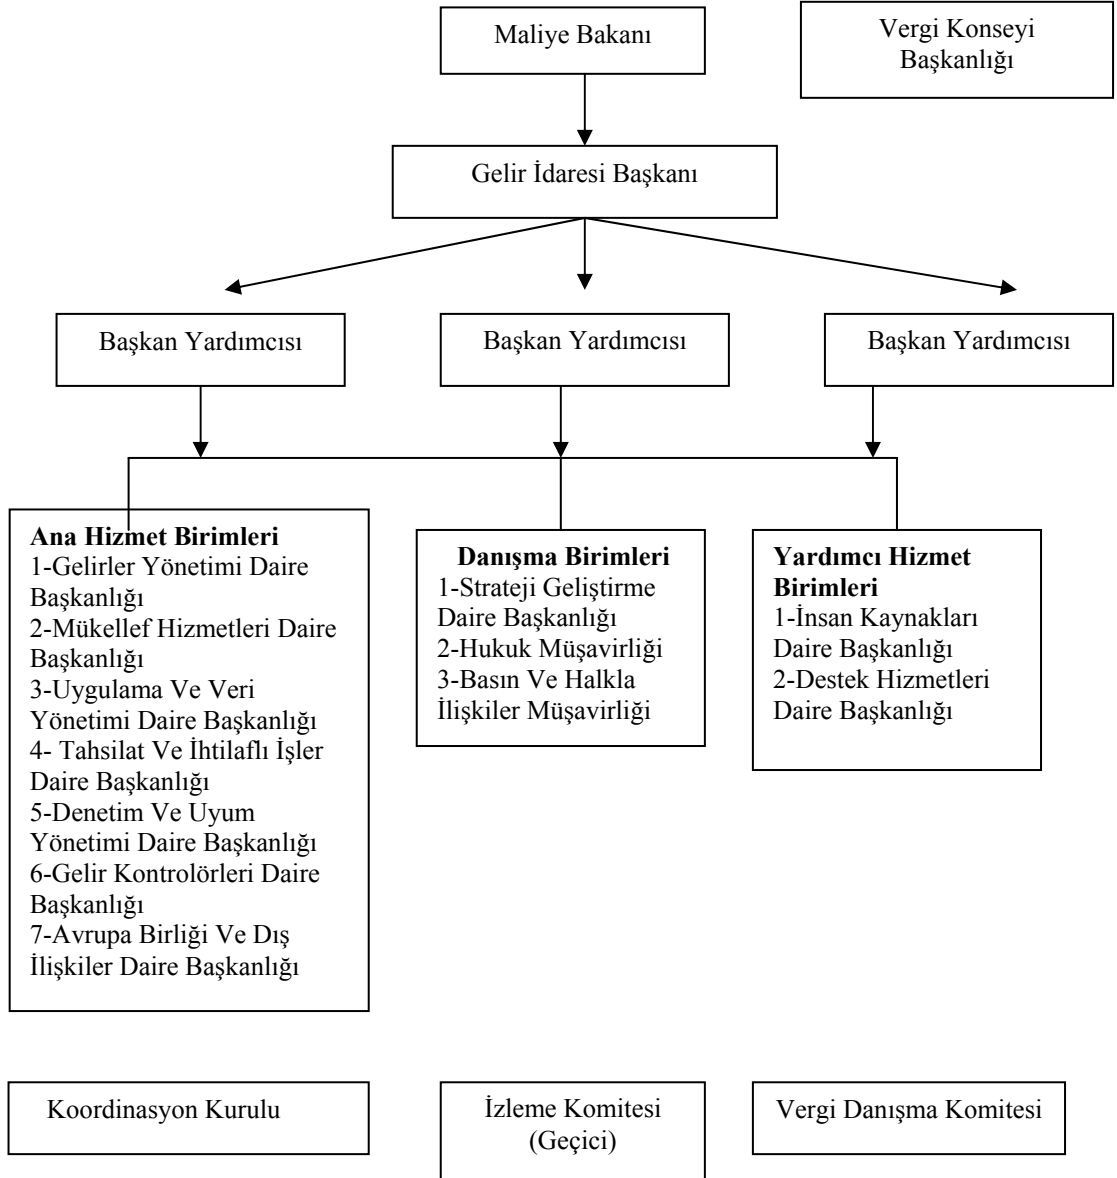 Maliye Bakanı
Vergi Konseyi
Başkanlığı
Gelir İdaresi Başkanı
Başkan Yardımcısı
Başkan Yardımcısı
Başkan Yardımcısı
Ana Hizmet Birimleri
1-Gelirler Yönetimi Daire
Başkanlığı
2-Mükellef Hizmetleri Daire
Başkanlığı
3-Uygulama Ve Veri
Yönetimi Daire Başkanlığı
4- Tahsilat Ve İhtilaflı İşler
Daire Başkanlığı
5-Denetim Ve Uyum
Yönetimi Daire Başkanlığı
6-Gelir Kontrolörleri Daire
Başkanlığı
7-Avrupa Birliği Ve Dış
İlişkiler Daire Başkanlığı
Danışma Birimleri
1-Strateji Geliştirme
Daire Başkanlığı
2-Hukuk Müşavirliği
3-Basın Ve Halkla
İlişkiler Müşavirliği
Yardımcı Hizmet
Birimleri
1-İnsan Kaynakları
Daire Başkanlığı
2-Destek Hizmetleri
Daire Başkanlığı
Koordinasyon Kurulu
İzleme Komitesi
(Geçici)
Vergi Danışma Komitesi